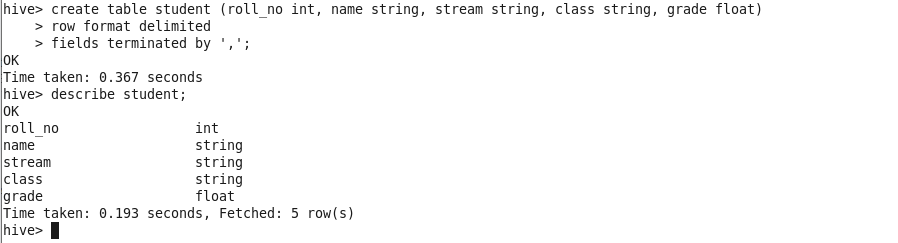 hive> create table student (roll_no int, name string, stream string, class string, grade float)
    > row format delimited
    > fields terminated by ',';
OK
Time taken: 0.367 seconds
hive> describe student;
OK
roll_no                 int
name                    string
stream                  string
class                   string
grade                   float
Time taken: 0.193 seconds, Fetched: 5 row(s)
hive>